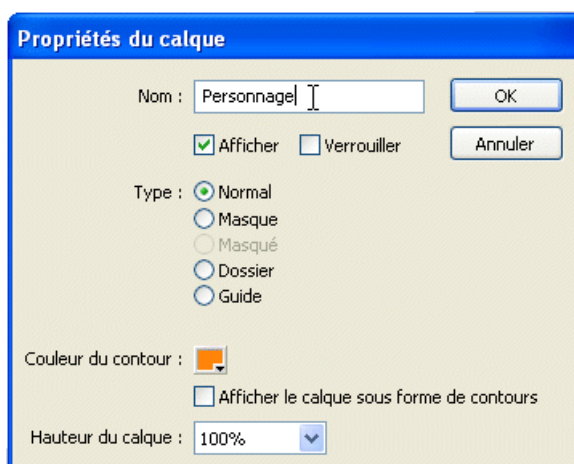 Propriétés du calque
Nom : Personnage OK
Afficher Verrouiller Annuler
Type : Normal
Masque
Masqué
Dossier
Guide
Couleur du contour :
Afficher le calque sous forme de contours
Hauteur du calque : 100%